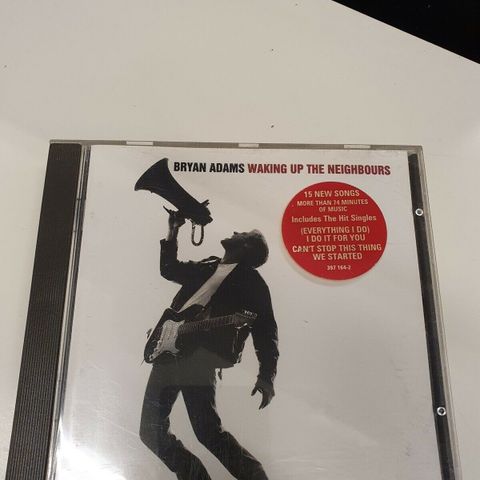 BRYAN ADAMS WAKING UP THE NEIGHBOURS
15 NEW SONGS
MORE THAN 74 MINUTES
OF MUSIC
Includes The Hit Singles
(EVERYTHING I DO)
I DO IT FOR YOU
CAN'T STOP THIS THING
WE STARTED
397 164-2